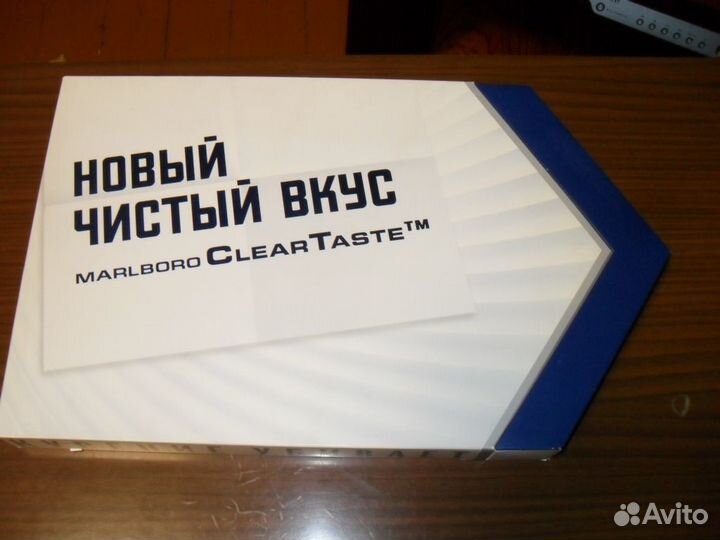 НОВЫЙ
ЧИСТЫЙ ВКУС
MARLBORO CLEARTASTE™
Avito